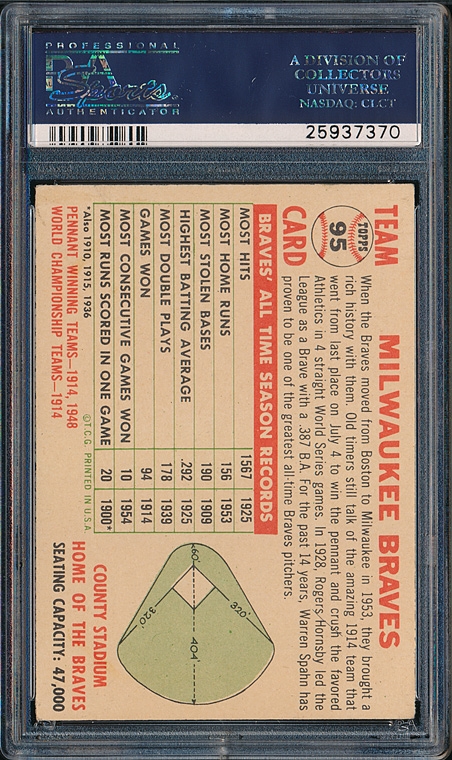 PROFESSIONAL
PSA
Sports
AUTHENTICATOR
A DIVISION OF
COLLECTORS
UNIVERSE
NASDAQ: CLCT
25937370
TEAM
TOPPS
95
CARD
MILWAUKEE BRAVES
When the Braves moved from Boston to Milwaukee in 1953, they brought a
rich history with them. Old timers still talk of the amazing 1914 team that
went from last place on July 4 to win the pennant and crush the favored
Athletics in 4 straight World Series games. In 1928, Rogers Hornsby led the
League as a Brave with a .387 B.A. For the past 14 years, Warren Spahn has
proven to be one of the greatest all-time Braves pitchers.
BRAVES' ALL TIME SEASON RECORDS
MOST HITS 1567 1925
MOST HOME RUNS 156 1953
MOST STOLEN BASES 190 1909
HIGHEST BATTING AVERAGE .292 1925
MOST DOUBLE PLAYS 178 1939
GAMES WON 94 1914
MOST CONSECUTIVE GAMES WON 10 1954
MOST RUNS SCORED IN ONE GAME 20 1900*
*Also 1910, 1915, 1936
©T.C.G. PRINTED IN U.S.A
PENNANT WINNING TEAMS—1914, 1948
WORLD CHAMPIONSHIP TEAMS—1914
60'
320'
404'
320'
COUNTY STADIUM
HOME OF THE BRAVES
SEATING CAPACITY: 47,000